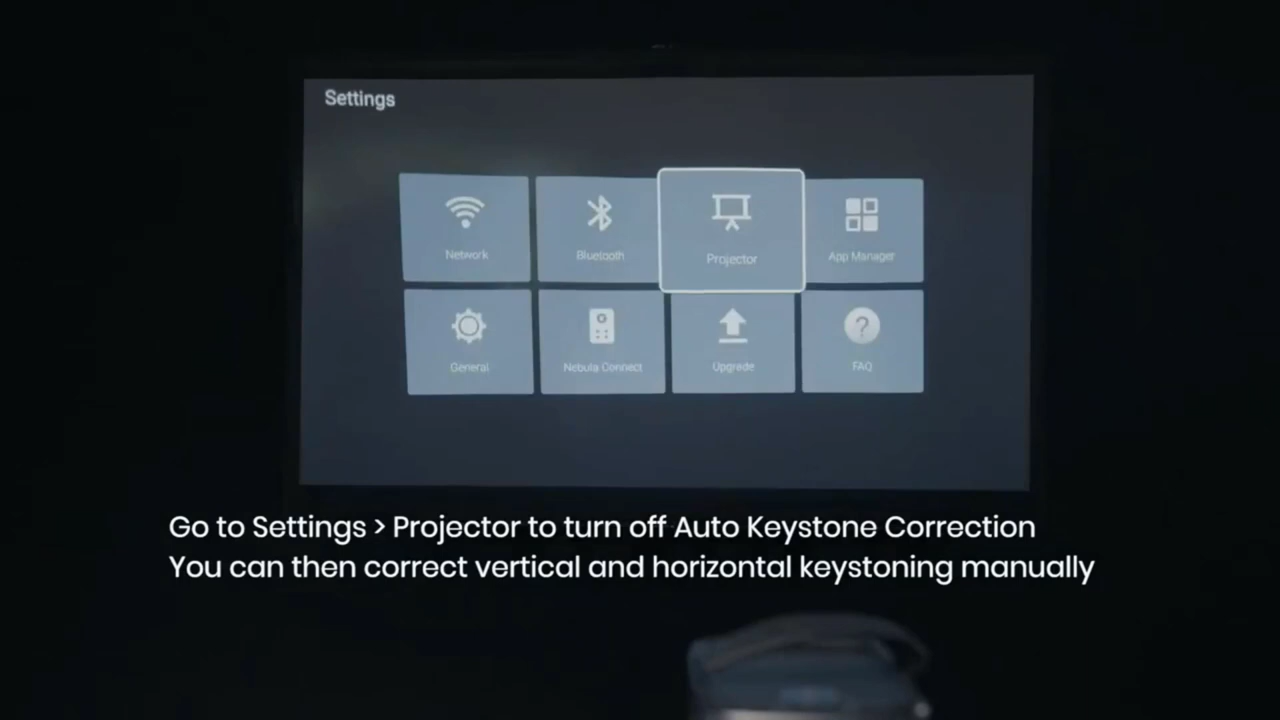 Settings
Network
Bluetooth
Projector
App Manager
General
Nebula Connect
Upgrade
FAQ
Go to Settings > Projector to turn off Auto Keystone Correction
You can then correct vertical and horizontal keystoning manually